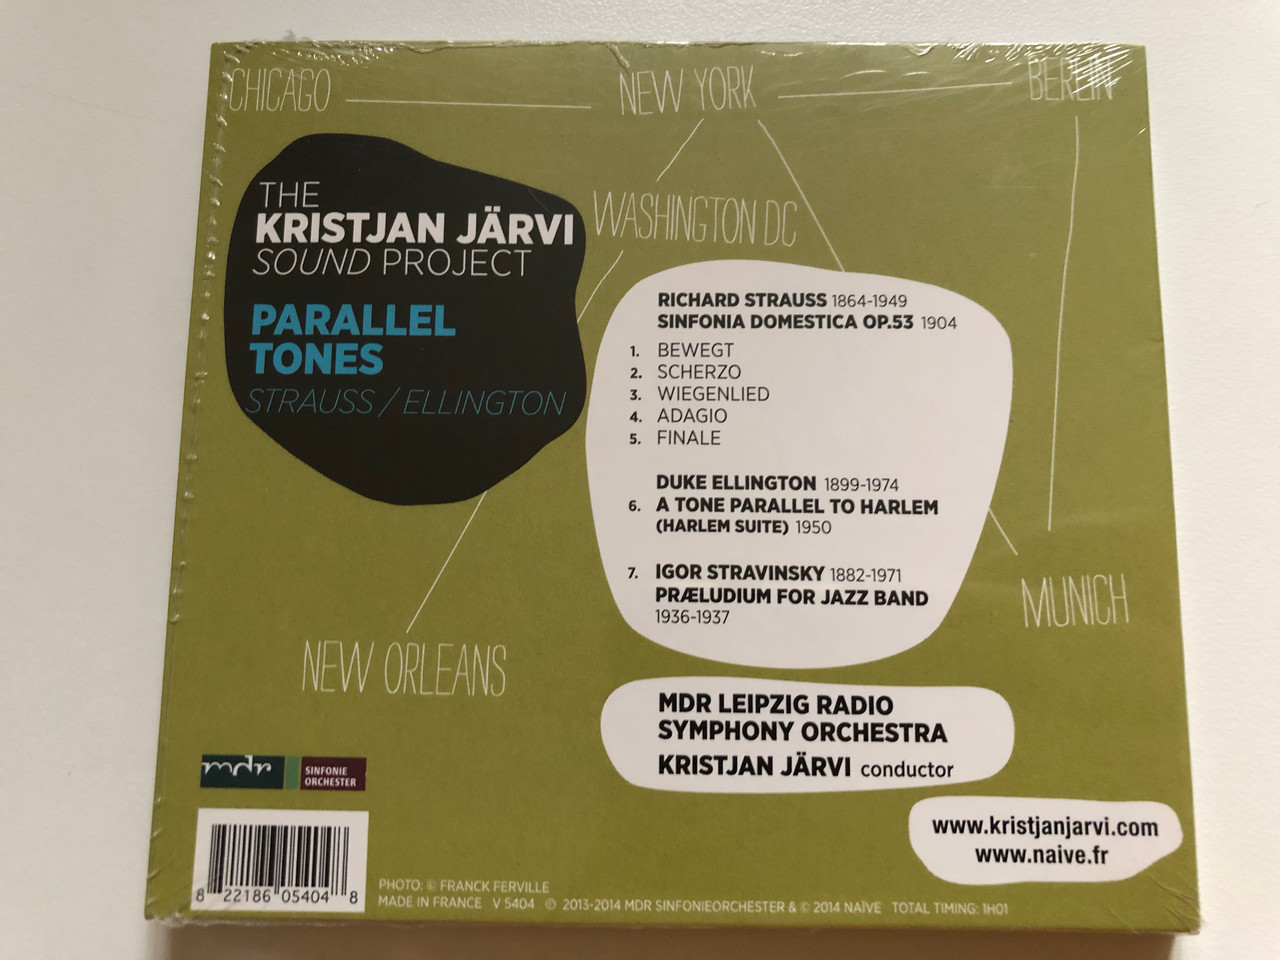 CHICAGO
NEW YORK
BERLIN
WASHINGTON DC
THE
KRISTJAN JÄRVI
SOUND PROJECT
PARALLEL
TONES
STRAUSS / ELLINGTON
RICHARD STRAUSS 1864-1949
SINFONIA DOMESTICA OP.53 1904
1. BEWEGT
2. SCHERZO
3. WIEGENLIED
4. ADAGIO
5. FINALE
DUKE ELLINGTON 1899-1974
6. A TONE PARALLEL TO HARLEM
(HARLEM SUITE) 1950
7. IGOR STRAVINSKY 1882-1971
PRÆLUDIUM FOR JAZZ BAND
1936-1937
MUNICH
NEW ORLEANS
MDR LEIPZIG RADIO
SYMPHONY ORCHESTRA
KRISTJAN JÄRVI conductor
mdr SINFONIE
ORCHESTER
www.kristjanjarvi.com
www.naive.fr
8 22186 05404 8
PHOTO: © FRANCK FERVILLE
MADE IN FRANCE V 5404 ℗ 2013-2014 MDR SINFONIEORCHESTER & © 2014 NAÏVE TOTAL TIMING: 1H01